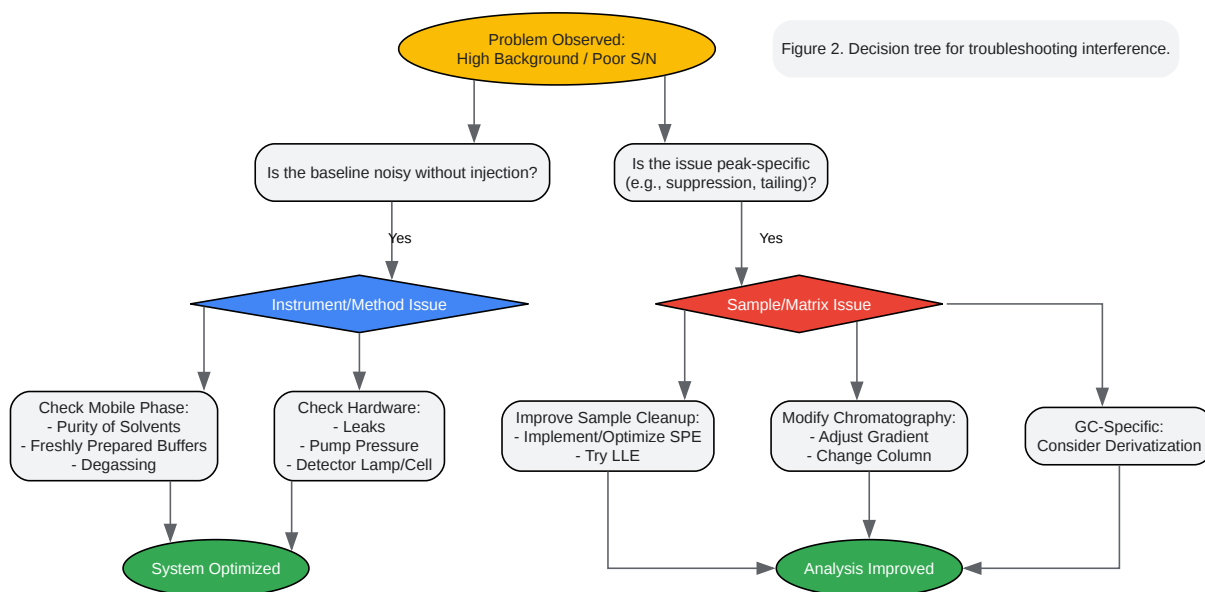 Problem Observed:
High Background / Poor S/N
Figure 2. Decision tree for troubleshooting interference.
Is the baseline noisy without injection?
Is the issue peak-specific
(e.g., suppression, tailing)?
Yes
Yes
Instrument/Method Issue
Sample/Matrix Issue
Check Mobile Phase:
- Purity of Solvents
- Freshly Prepared Buffers
- Degassing
Check Hardware:
- Leaks
- Pump Pressure
- Detector Lamp/Cell
Improve Sample Cleanup:
- Implement/Optimize SPE
- Try LLE
Modify Chromatography:
- Adjust Gradient
- Change Column
GC-Specific:
Consider Derivatization
System Optimized
Analysis Improved